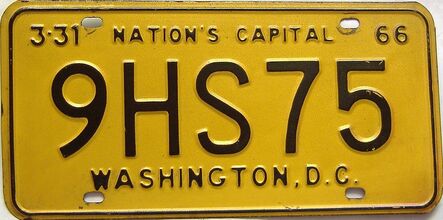 3·31 NATION'S CAPITAL 66
9HS75
WASHINGTON, D.C.